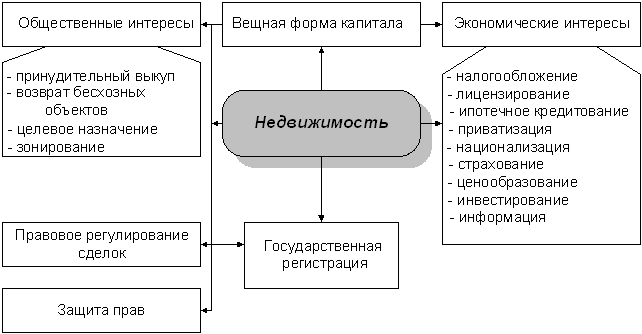 Общественные интересы
Вещная форма капитала
Экономические интересы
- принудительный выкуп
- возврат бесхозных
объектов
- целевое назначение
- зонирование
Недвижимость
- налогообложение
- лицензирование
- ипотечное кредитование
- приватизация
- национализация
- страхование
- ценообразование
- инвестирование
- информация
Правовое регулирование
сделок
Государственная
регистрация
Защита прав